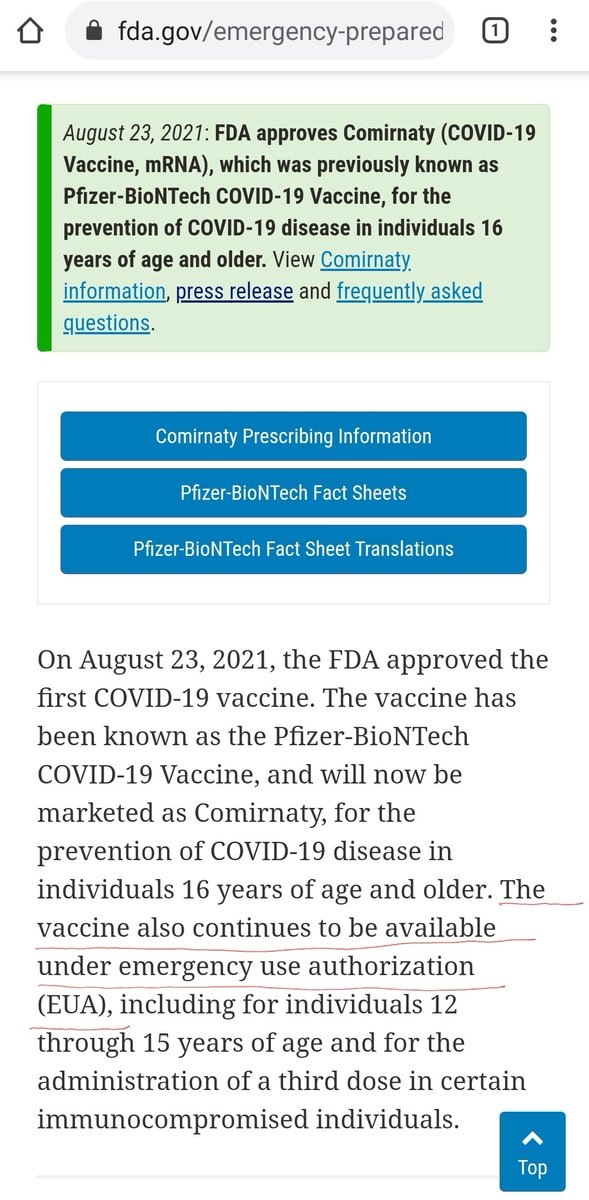 fda.gov/emergency-prepared
1
August 23, 2021: FDA approves Comirnaty (COVID-19
Vaccine, mRNA), which was previously known as
Pfizer-BioNTech COVID-19 Vaccine, for the
prevention of COVID-19 disease in individuals 16
years of age and older. View Comirnaty
information, press release and frequently asked
questions.
Comirnaty Prescribing Information
Pfizer-BioNTech Fact Sheets
Pfizer-BioNTech Fact Sheet Translations
On August 23, 2021, the FDA approved the
first COVID-19 vaccine. The vaccine has
been known as the Pfizer-BioNTech
COVID-19 Vaccine, and will now be
marketed as Comirnaty, for the
prevention of COVID-19 disease in
individuals 16 years of age and older. The
vaccine also continues to be available
under emergency use authorization
(EUA), including for individuals 12
through 15 years of age and for the
administration of a third dose in certain
immunocompromised individuals.
Top